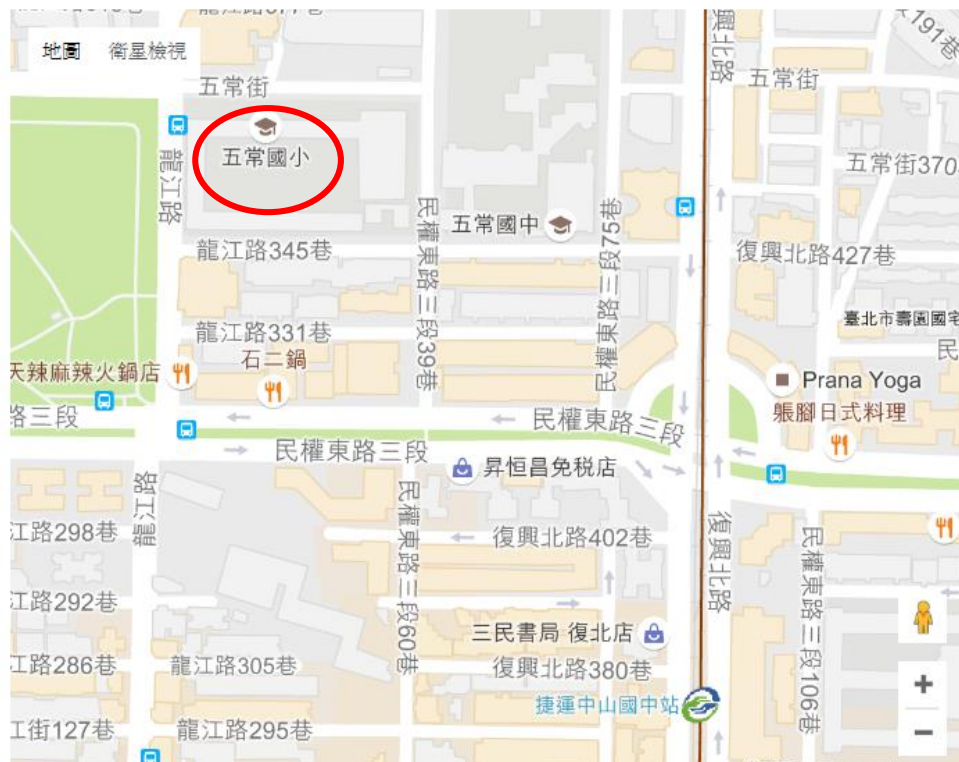 地圖
衛星檢視
五常街
五常國小
龍江路
五常國中
龍江路345巷
民權東路三段39巷
民權東路三段75巷
復興北路
五常街
191巷
五常街370
復興北路427巷
臺北市壽園國宅
民
龍江路331巷
石二鍋
天辣麻辣火鍋店
Prana Yoga
賬腳日式料理
路三段
民權東路三段
民權東路三段
昇恒昌免税店
龍江路
江路298巷
民權東路三段60巷
復興北路402巷
復興北路
民權東路三段106巷
江路292巷
三民書局 復北店
江路286巷
龍江路305巷
復興北路380巷
捷運中山國中站
江街127巷
龍江路295巷
+
−